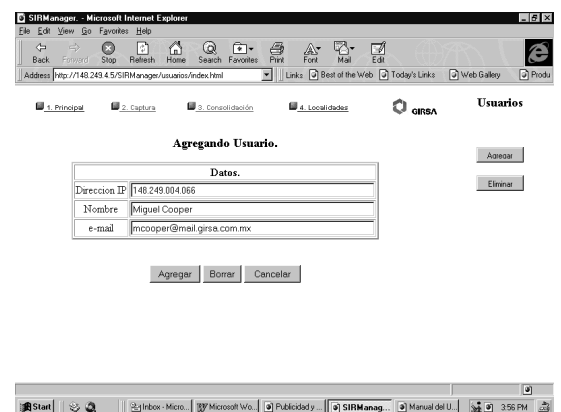 SIRManager. - Microsoft Internet Explorer
File Edit View Go Favorites Help
Back Forward Stop Refresh Home Search Favorites Print Font Mail Edit
Address http://148.249.4.5/SIRManager/usuarios/index.html Links Best of the Web Today's Links Web Gallery Produ
1. Principal 2. Captura 3. Consolidación 4. Localidades GIRSA Usuarios
Agregando Usuario.
Agregar
Datos.
Eliminar
Direccion IP 148.249.004.066
Nombre Miguel Cooper
e-mail mcooper@mail.girsa.com.mx
Agregar Borrar Cancelar
Start Inbox - Micro... Microsoft Wo... Publicidad y ... SIRManag... Manual del U... 3:56 PM